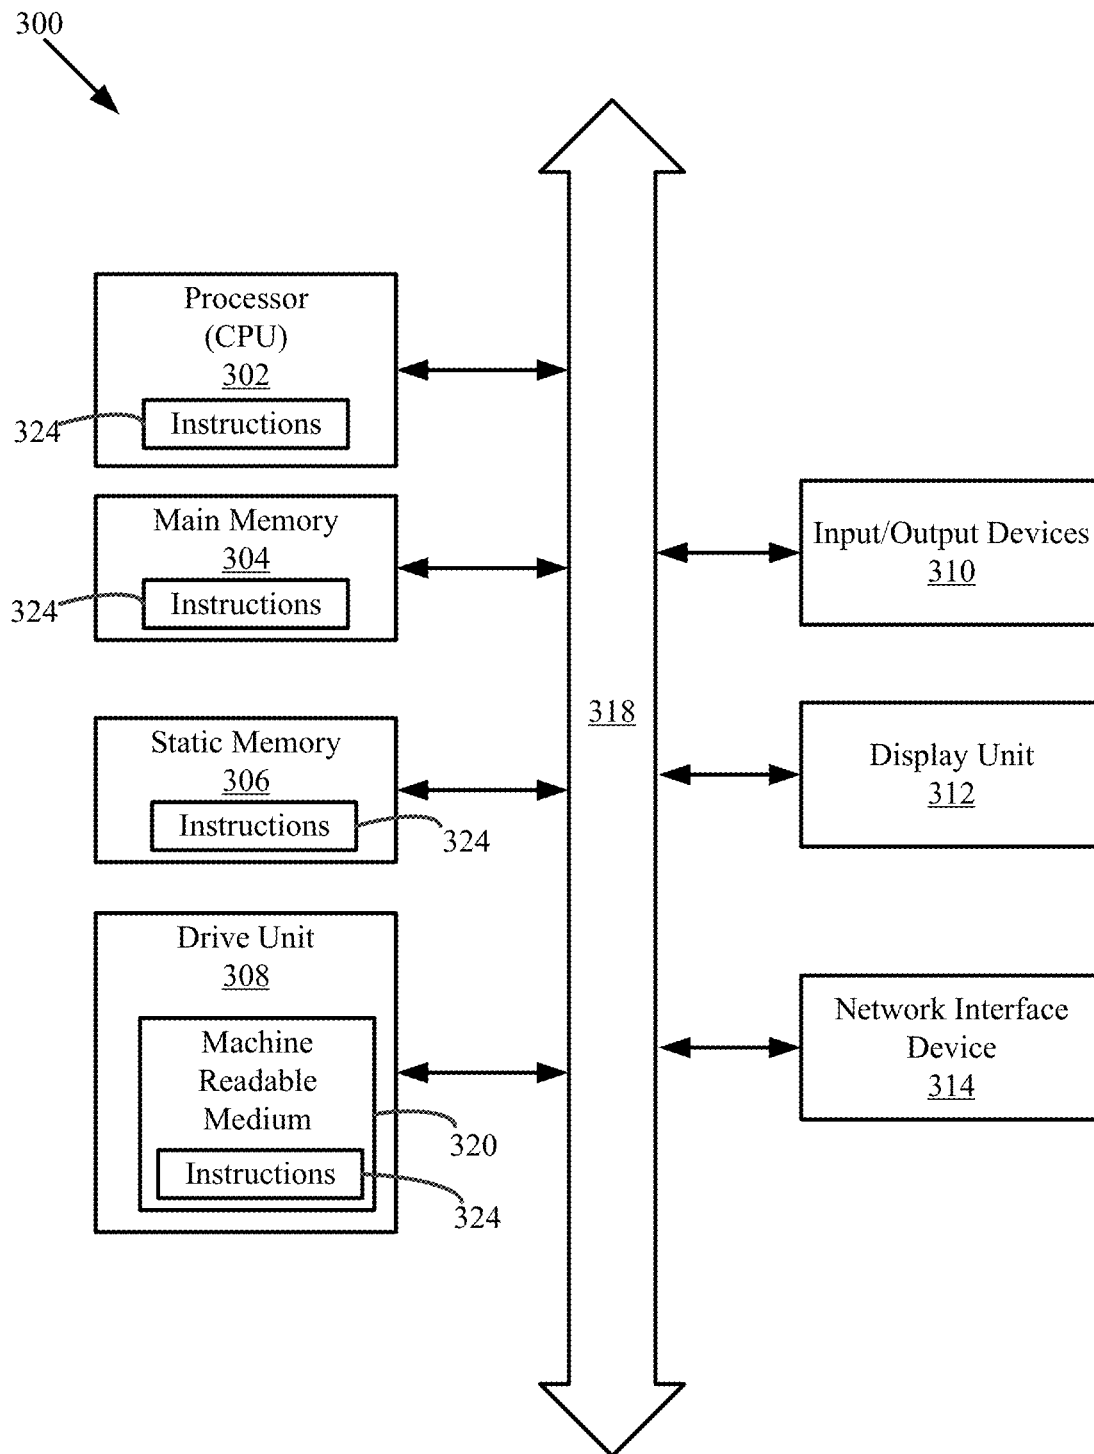 300
Processor
(CPU)
302
Instructions
324
Main Memory
304
Instructions
324
Static Memory
306
Instructions
324
Drive Unit
308
Machine
Readable
Medium
320
Instructions
324
318
Input/Output Devices
310
Display Unit
312
Network Interface
Device
314